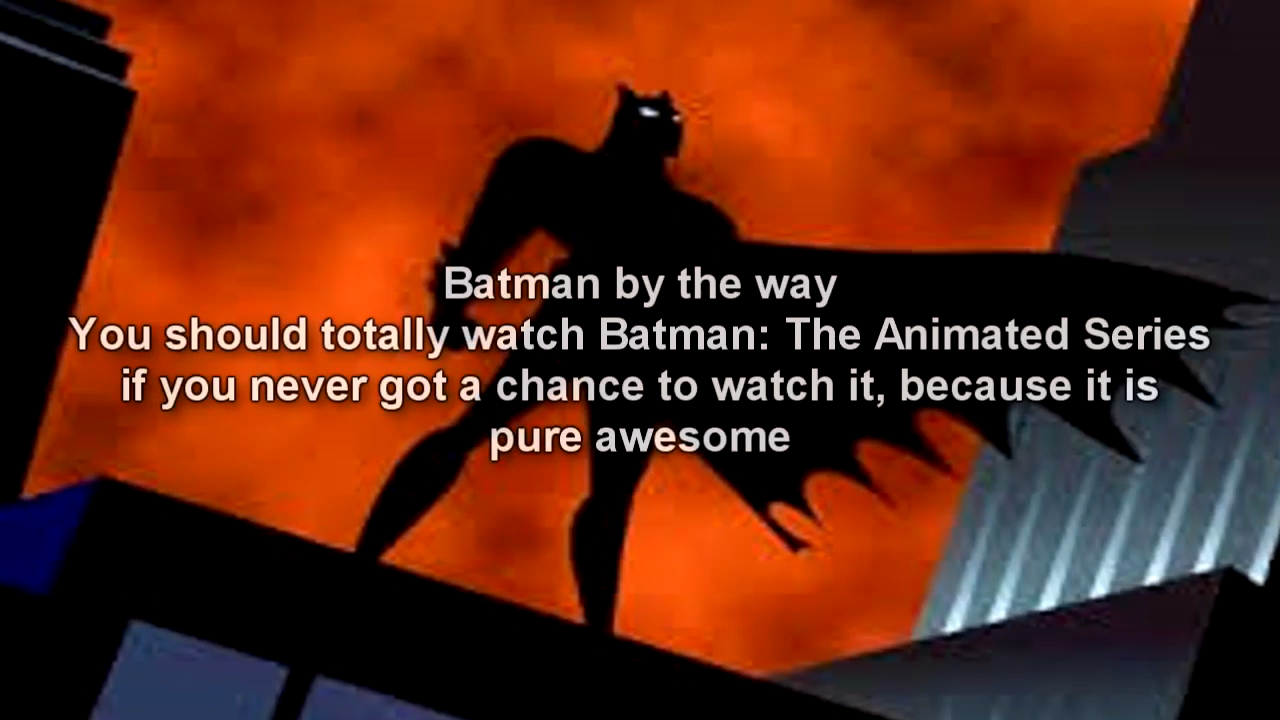 Batman by the way
You should totally watch Batman: The Animated Series
if you never got a chance to watch it, because it is
pure awesome